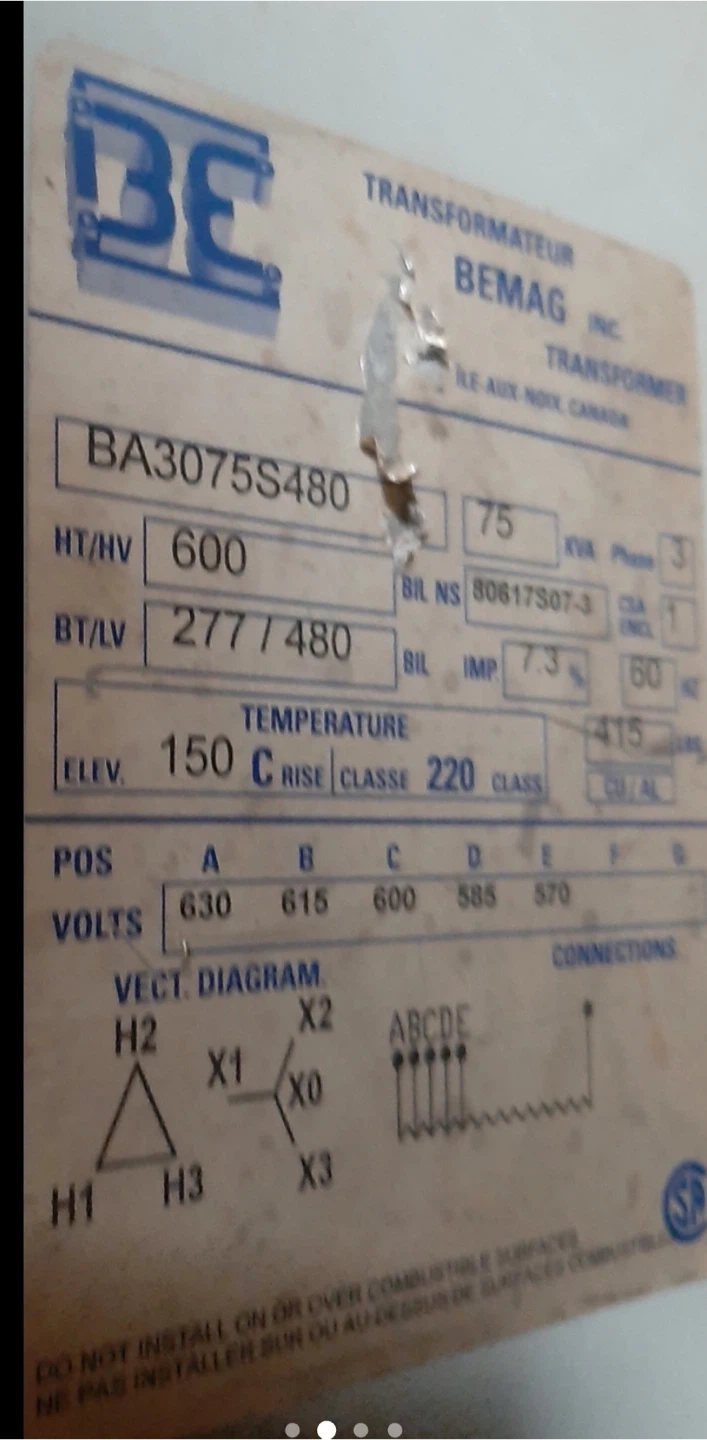 BE
TRANSFORMATEUR
BEMAG INC.
TRANSFORMER
ILE-AUX-NOIX, CANADA
BA3075S480 75 KVA Phase 3
HT/HV 600 BIL NS 80617S07-3 CSA ENCL 1
BT/LV 277 / 480 BIL IMP. 7.3 % 60 HZ
TEMPERATURE 415 LBS
ELEV. 150 C RISE CLASSE 220 CLASS CU / AL
POS A B C D E F G
VOLTS 630 615 600 585 570
VECT. DIAGRAM. CONNECTIONS
H2 X1 X2 X0 ABCDE
H1 H3 X3
SA
DO NOT INSTALL ON OR OVER COMBUSTIBLE SURFACES
NE PAS INSTALLER SUR OU AU-DESSUS DE SURFACES COMBUSTIBLE